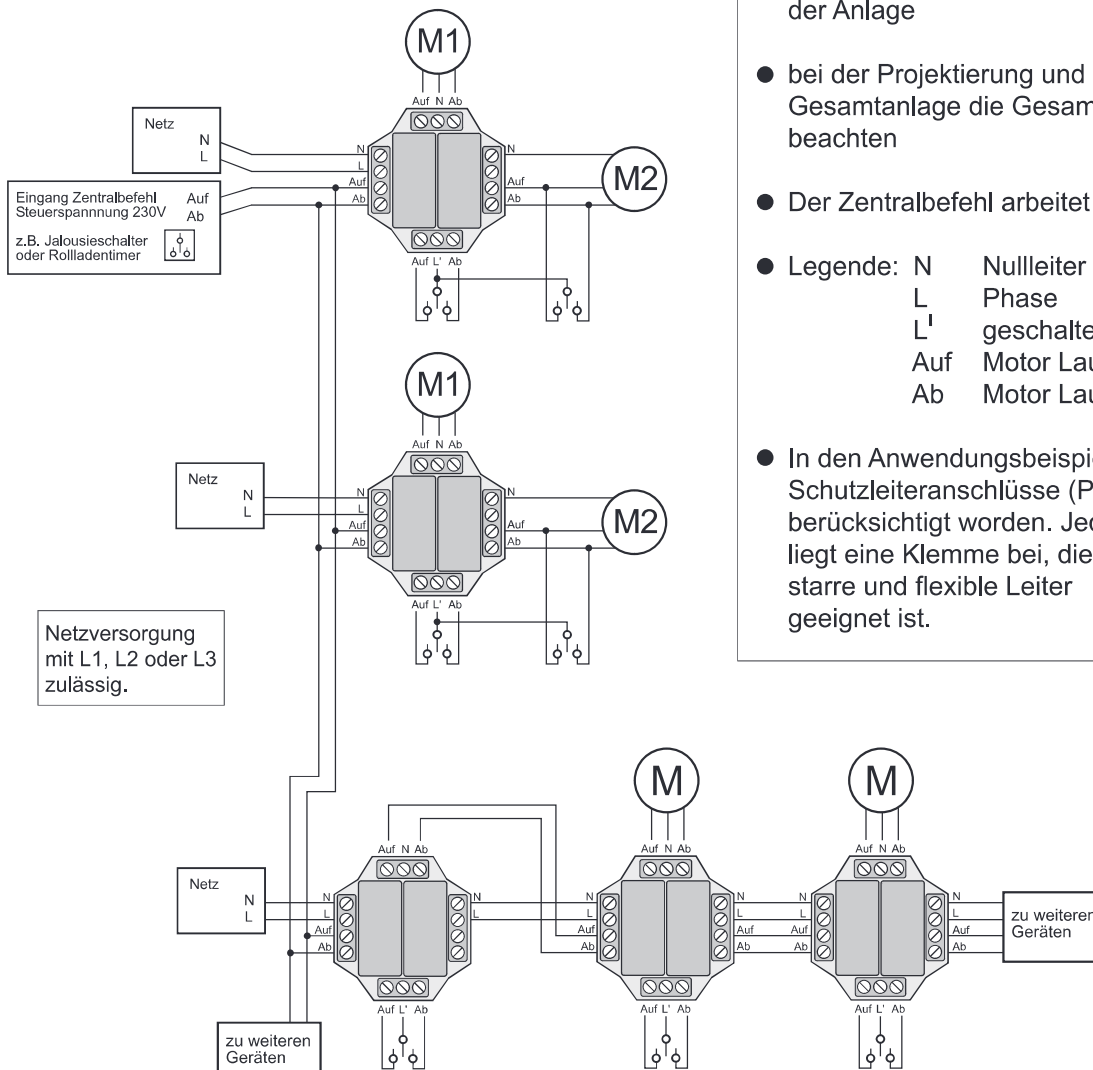 M1
Auf N Ab
Netz
N
L
Eingang Zentralbefehl
Steuerspannnung 230V
Auf
Ab
z.B. Jalousieschalter
oder Rollladentimer
N
L
Auf
Ab
N
Auf
Ab
M2
Auf L' Ab
M1
Auf N Ab
Netz
N
L
N
L
Auf
Ab
N
Auf
Ab
M2
Auf L' Ab
Netzversorgung
mit L1, L2 oder L3
zulässig.
der Anlage
● bei der Projektierung und
Gesamtanlage die Gesam
beachten
● Der Zentralbefehl arbeitet
● Legende: N Nullleiter
L Phase
L' geschalte
Auf Motor Lau
Ab Motor Lau
● In den Anwendungsbeispie
Schutzleiteranschlüsse (P
berücksichtigt worden. Jed
liegt eine Klemme bei, die
starre und flexible Leiter
geeignet ist.
M
M
Auf N Ab
Auf N Ab
Auf N Ab
Netz
N
L
N
L
Auf
Ab
N
L
N
L
Auf
Ab
N
L
Auf
Ab
N
L
Auf
Ab
N
L
Auf
Ab
zu weiteren
Geräten
Auf L' Ab
Auf L' Ab
Auf L' Ab
zu weiteren
Geräten